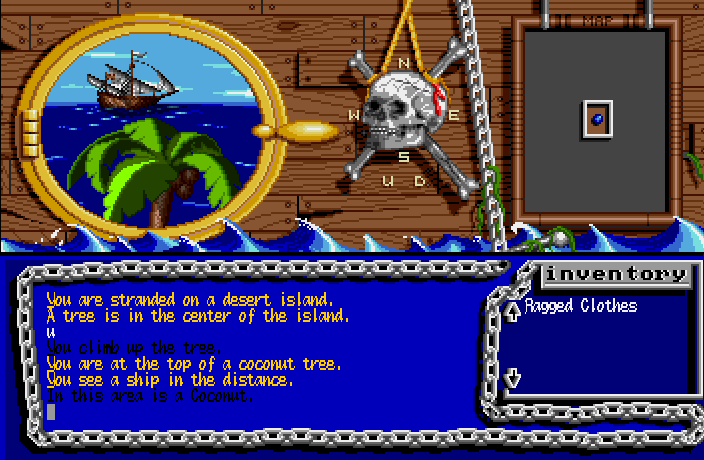 MAP
N
W E
S
U D
inventory
Ragged Clothes
You are stranded on a desert island.
A tree is in the center of the island.
u
You climb up the tree.
You are at the top of a coconut tree.
You see a ship in the distance.
In this area is a Coconut.